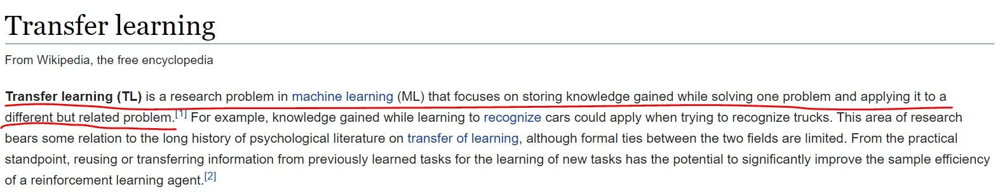 Transfer learning
From Wikipedia, the free encyclopedia
Transfer learning (TL) is a research problem in machine learning (ML) that focuses on storing knowledge gained while solving one problem and applying it to a
different but related problem.[1] For example, knowledge gained while learning to recognize cars could apply when trying to recognize trucks. This area of research
bears some relation to the long history of psychological literature on transfer of learning, although formal ties between the two fields are limited. From the practical
standpoint, reusing or transferring information from previously learned tasks for the learning of new tasks has the potential to significantly improve the sample efficiency
of a reinforcement learning agent.[2]